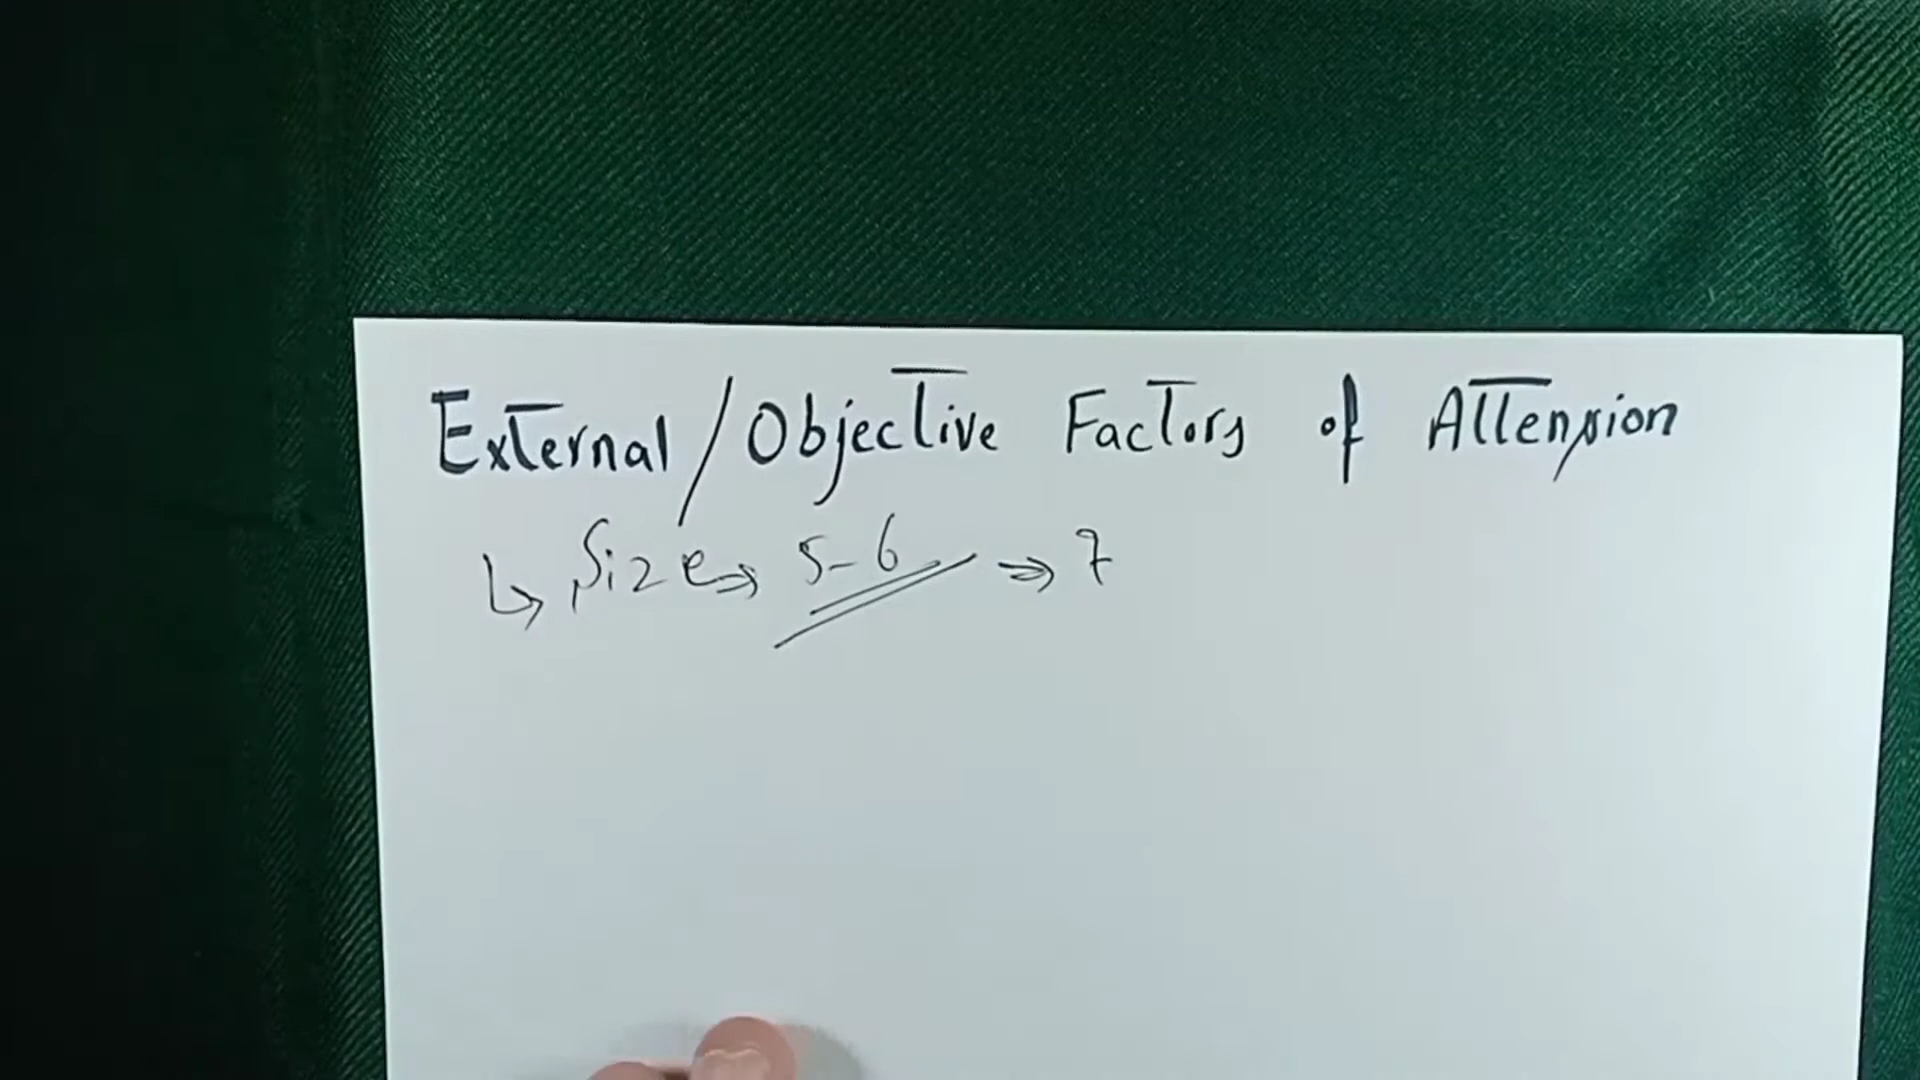 External/Objective Factors of Attension
↳ Size → 5-6 ⇒ 7